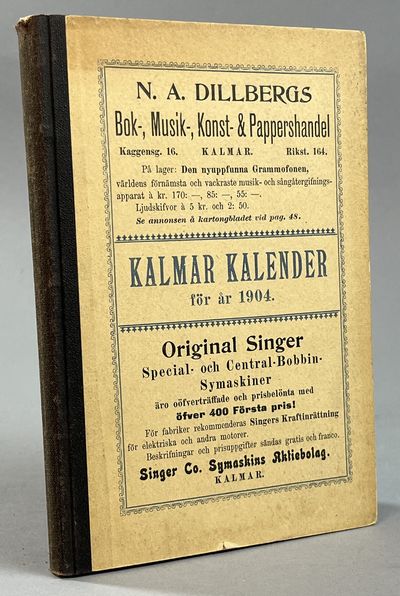 N. A. DILLBERGS
Bok-, Musik-, Konst- & Pappershandel
Kaggensg. 16. KALMAR. Rikst. 164.
På lager: Den nyuppfunna Grammofonen,
världens förnämsta och vackraste musik- och sångåtergifnings-
apparat à kr. 170: —, 85: —, 55: —.
Ljudskifvor à 5 kr. och 2: 50.
Se annonsen å kartongbladet vid pag. 48.
KALMAR KALENDER
för år 1904.
Original Singer
Special- och Central-Bobbin-
Symaskiner
äro oöfverträffade och prisbelönta med
öfver 400 Första pris!
För fabriker rekommenderas Singers Kraftinrättning
för elektriska och andra motorer.
Beskrifningar och prisuppgifter sändas gratis och franco.
Singer Co. Symaskins Aktiebolag.
KALMAR.